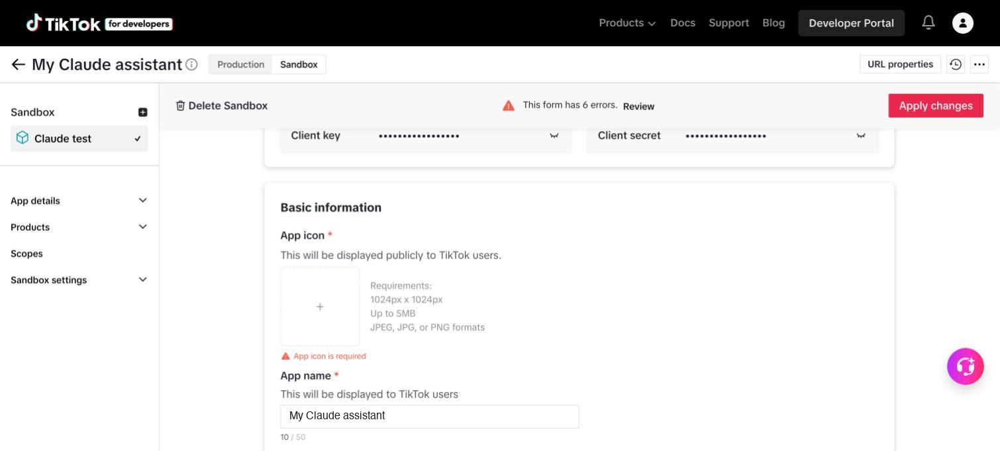 TikTok for developers
Products Docs Support Blog Developer Portal
My Claude assistant Production Sandbox URL properties
Sandbox
Claude test
App details
Products
Scopes
Sandbox settings
Delete Sandbox This form has 6 errors. Review Apply changes
Client key ••••••••••••••••• Client secret •••••••••••••••••
Basic information
App icon *
This will be displayed publicly to TikTok users.
+
Requirements:
1024px x 1024px
Up to 5MB
JPEG, JPG, or PNG formats
App icon is required
App name *
This will be displayed to TikTok users
My Claude assistant
10 / 50